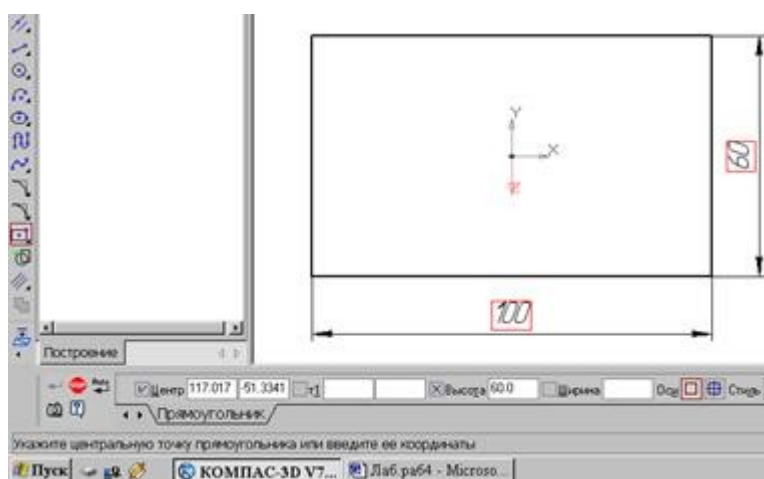 Y
X
60
100
Построение
Центр 117.017 -51.3341 т1 Высота 60.0 Ширина Оси Стиль
Прямоугольник
Укажите центральную точку прямоугольника или введите ее координаты
Пуск КОМПАС-3D V7... Лаб.раб4 - Microso...